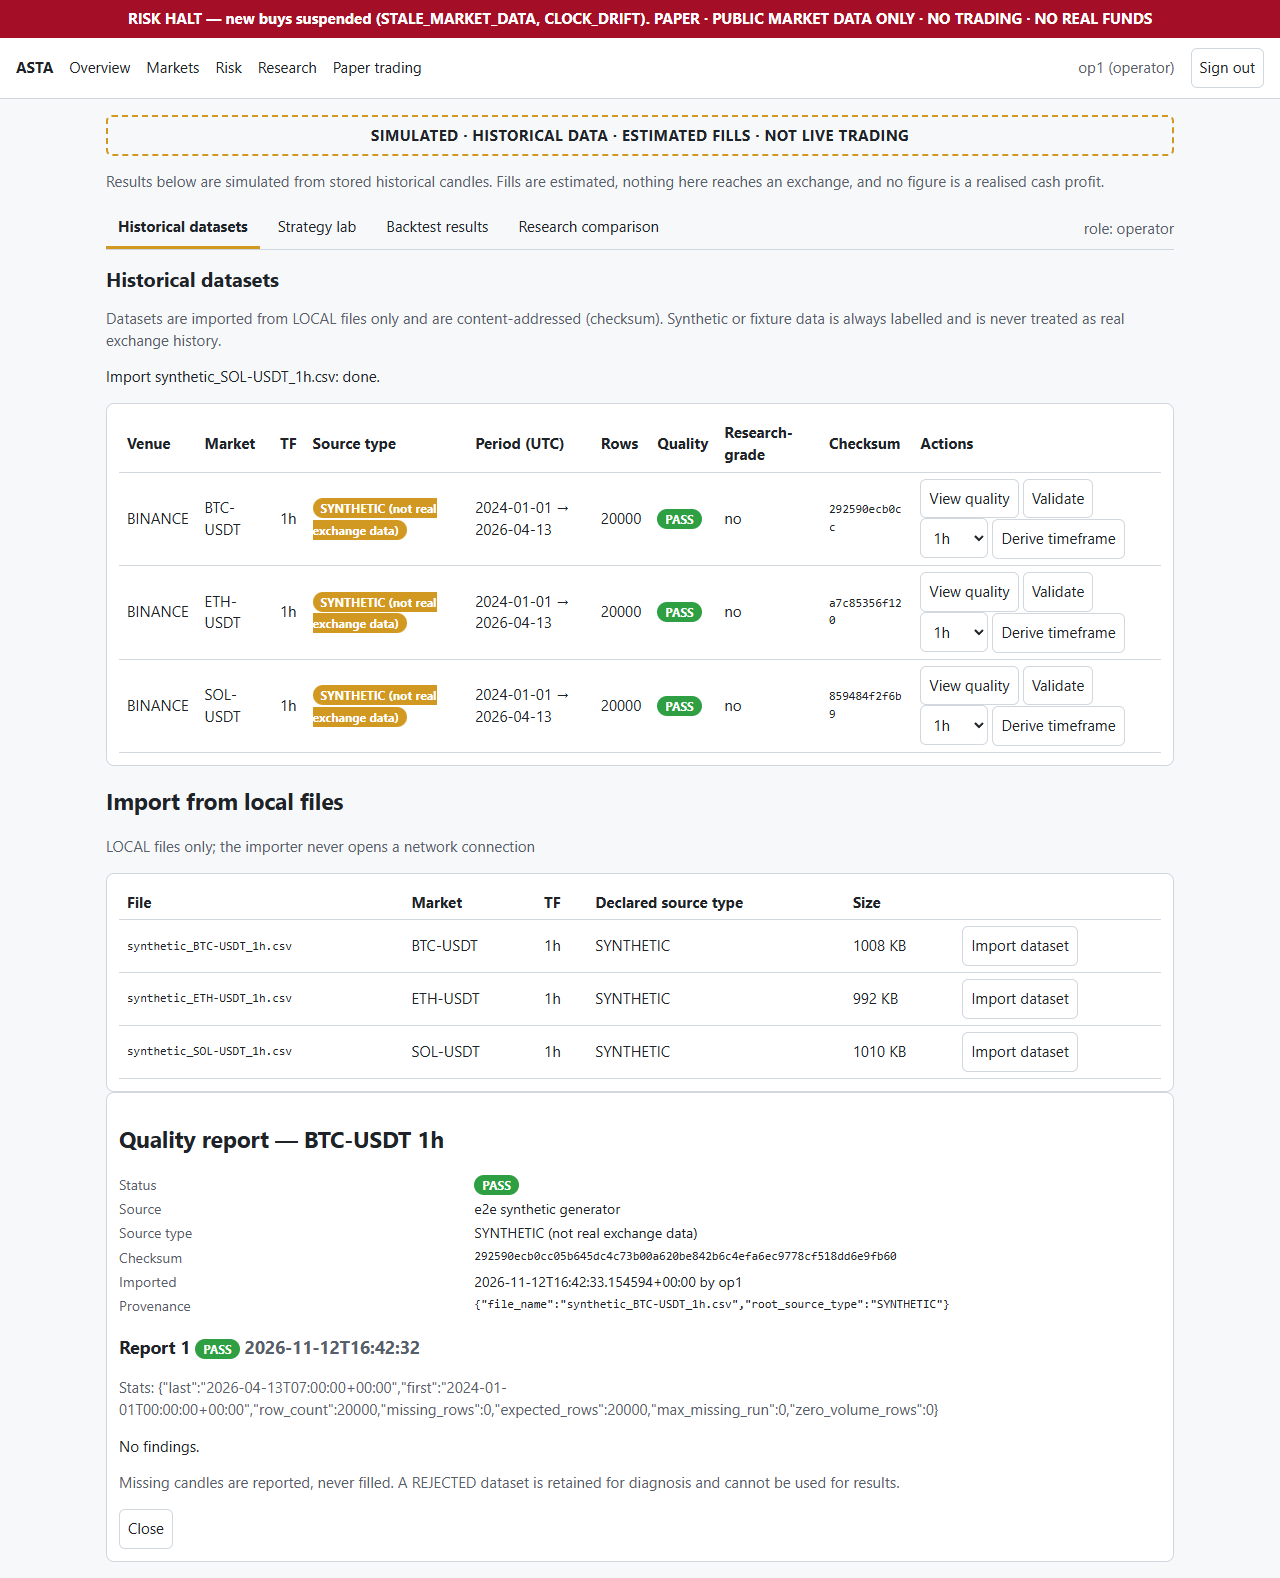 RISK HALT — new buys suspended (STALE_MARKET_DATA, CLOCK_DRIFT). PAPER · PUBLIC MARKET DATA ONLY · NO TRADING · NO REAL FUNDS
ASTA Overview Markets Risk Research Paper trading op1 (operator) Sign out
SIMULATED · HISTORICAL DATA · ESTIMATED FILLS · NOT LIVE TRADING
Results below are simulated from stored historical candles. Fills are estimated, nothing here reaches an exchange, and no figure is a realised cash profit.
Historical datasets Strategy lab Backtest results Research comparison role: operator
Historical datasets
Datasets are imported from LOCAL files only and are content-addressed (checksum). Synthetic or fixture data is always labelled and is never treated as real
exchange history.
Import synthetic_SOL-USDT_1h.csv: done.
Venue Market TF Source type Period (UTC) Rows Quality Research-
grade Checksum Actions
BINANCE BTC-
USDT 1h SYNTHETIC (not real
exchange data) 2024-01-01 →
2026-04-13 20000 PASS no 292590ecb0c
c View quality Validate
1h Derive timeframe
BINANCE ETH-
USDT 1h SYNTHETIC (not real
exchange data) 2024-01-01 →
2026-04-13 20000 PASS no a7c85356f12
0 View quality Validate
1h Derive timeframe
BINANCE SOL-
USDT 1h SYNTHETIC (not real
exchange data) 2024-01-01 →
2026-04-13 20000 PASS no 859484f2f6b
9 View quality Validate
1h Derive timeframe
Import from local files
LOCAL files only; the importer never opens a network connection
File Market TF Declared source type Size
synthetic_BTC-USDT_1h.csv BTC-USDT 1h SYNTHETIC 1008 KB Import dataset
synthetic_ETH-USDT_1h.csv ETH-USDT 1h SYNTHETIC 992 KB Import dataset
synthetic_SOL-USDT_1h.csv SOL-USDT 1h SYNTHETIC 1010 KB Import dataset
Quality report — BTC-USDT 1h
Status PASS
Source e2e synthetic generator
Source type SYNTHETIC (not real exchange data)
Checksum 292590ecb0cc05b645dc4c73b00a620be842b6c4efa6ec9778cf518dd6e9fb60
Imported 2026-11-12T16:42:33.154594+00:00 by op1
Provenance {"file_name":"synthetic_BTC-USDT_1h.csv","root_source_type":"SYNTHETIC"}
Report 1 PASS 2026-11-12T16:42:32
Stats: {"last":"2026-04-13T07:00:00+00:00","first":"2024-01-
01T00:00:00+00:00","row_count":20000,"missing_rows":0,"expected_rows":20000,"max_missing_run":0,"zero_volume_rows":0}
No findings.
Missing candles are reported, never filled. A REJECTED dataset is retained for diagnosis and cannot be used for results.
Close